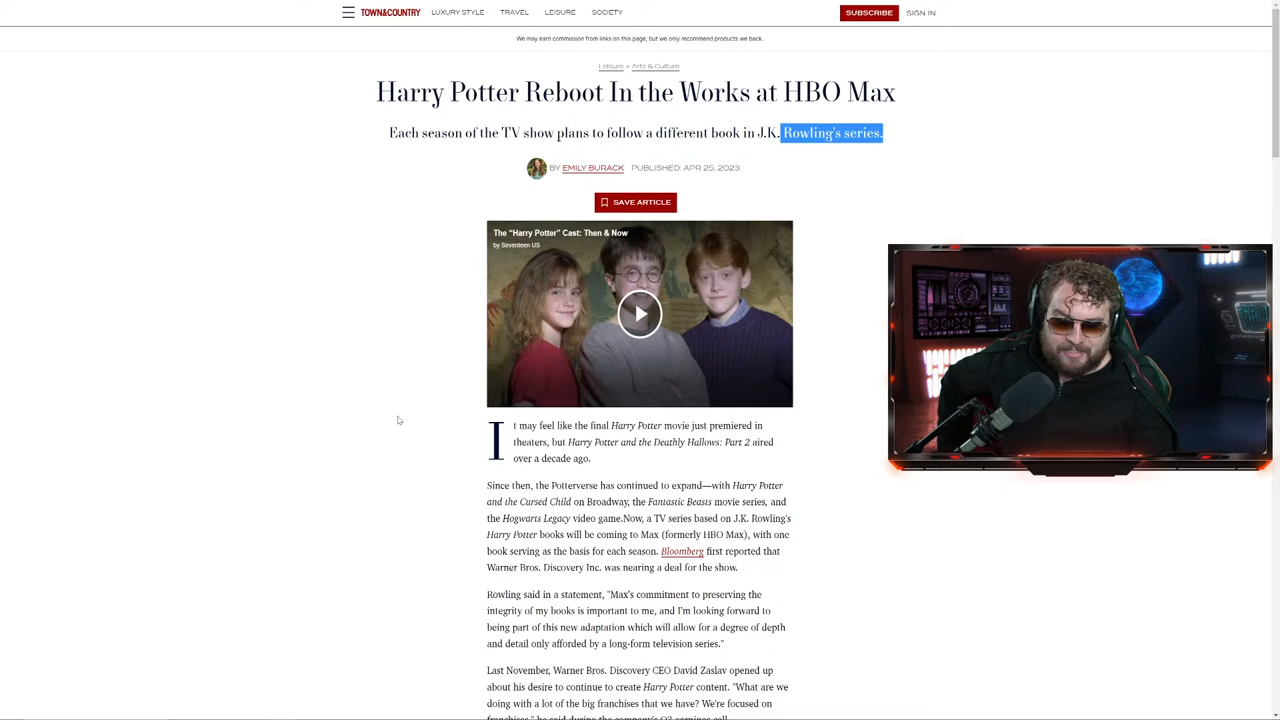 TOWN&COUNTRY
LUXURY STYLE
TRAVEL
LEISURE
SOCIETY
SUBSCRIBE
SIGN IN
We may earn commission from links on this page, but we only recommend products we back.
Leisure > Arts & Culture
Harry Potter Reboot In the Works at HBO Max
Each season of the TV show plans to follow a different book in J.K. Rowling's series.
BY EMILY BURACK PUBLISHED: APR 25, 2023
SAVE ARTICLE
The "Harry Potter" Cast: Then & Now
by Seventeen US
It may feel like the final Harry Potter movie just premiered in
theaters, but Harry Potter and the Deathly Hallows: Part 2 aired
over a decade ago.
Since then, the Potterverse has continued to expand—with Harry Potter
and the Cursed Child on Broadway, the Fantastic Beasts movie series, and
the Hogwarts Legacy video game.Now, a TV series based on J.K. Rowling's
Harry Potter books will be coming to Max (formerly HBO Max), with one
book serving as the basis for each season. Bloomberg first reported that
Warner Bros. Discovery Inc. was nearing a deal for the show.
Rowling said in a statement, "Max's commitment to preserving the
integrity of my books is important to me, and I'm looking forward to
being part of this new adaptation which will allow for a degree of depth
and detail only afforded by a long-form television series."
Last November, Warner Bros. Discovery CEO David Zaslav opened up
about his desire to continue to create Harry Potter content. "What are we
doing with a lot of the big franchises that we have? We're focused on
franchises," he said during the company's Q3 earnings call.